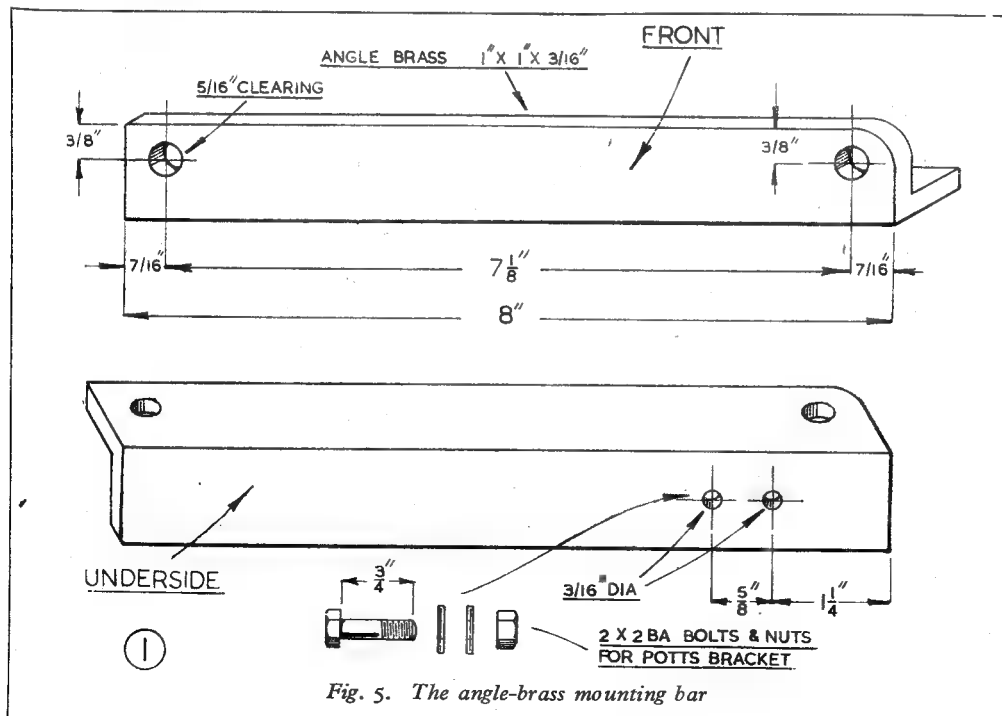 FRONT
ANGLE BRASS 1" X 1" X 3/16"
5/16" CLEARING
3/8"
3/8"
7/16"
7 1/8"
7/16"
8"
UNDERSIDE
3/4"
3/16" DIA
5/8"
1 1/4"
1
2 X 2 BA BOLTS & NUTS
FOR POTTS BRACKET
Fig. 5. The angle-brass mounting bar